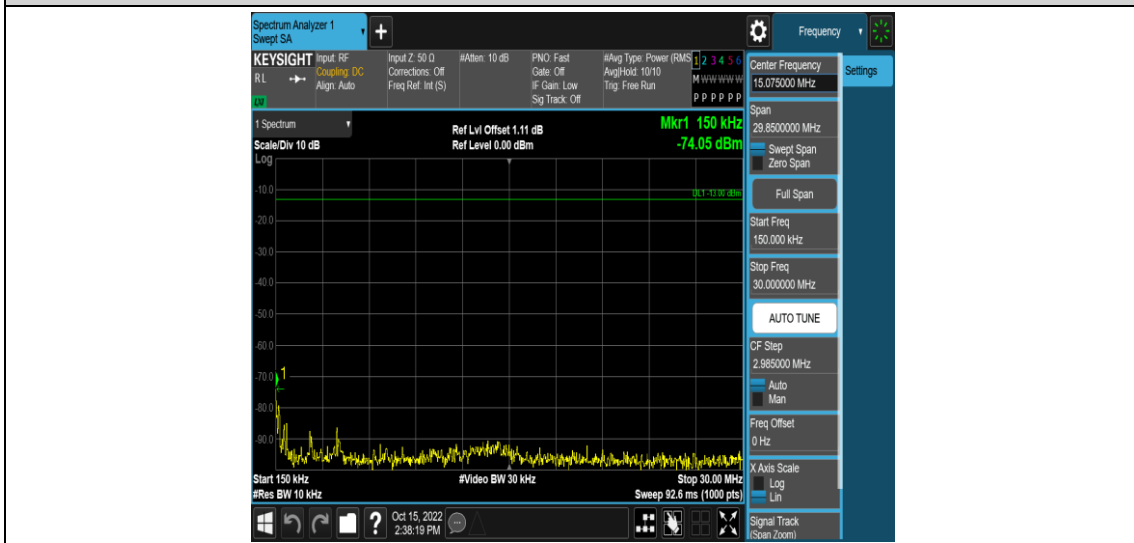 Spectrum Analyzer 1
Swept SA
+
Frequency
KEYSIGHT
RL
Input: RF
Coupling: DC
Align: Auto
Input Z: 50 Ω
Corrections: Off
Freq Ref: Int (S)
#Atten: 10 dB
PNO: Fast
Gate: Off
IF Gain: Low
Sig Track: Off
#Avg Type: Power (RMS
Avg|Hold: 10/10
Trig: Free Run
1 2 3 4 5 6
M W W W W W
P P P P P P
1 Spectrum
Scale/Div 10 dB
Log
Ref Lvl Offset 1.11 dB
Ref Level 0.00 dBm
Mkr1 150 kHz
-74.05 dBm
DL1 -13.00 dBm
-10.0
-20.0
-30.0
-40.0
-50.0
-60.0
-70.0
-80.0
-90.0
1
Start 150 kHz
#Res BW 10 kHz
#Video BW 30 kHz
Stop 30.00 MHz
Sweep 92.6 ms (1000 pts)
Center Frequency
15.075000 MHz
Settings
Span
29.8500000 MHz
Swept Span
Zero Span
Full Span
Start Freq
150.000 kHz
Stop Freq
30.000000 MHz
AUTO TUNE
CF Step
2.985000 MHz
Auto
Man
Freq Offset
0 Hz
X Axis Scale
Log
Lin
Signal Track
(Span Zoom)
?
Oct 15, 2022
2:38:19 PM